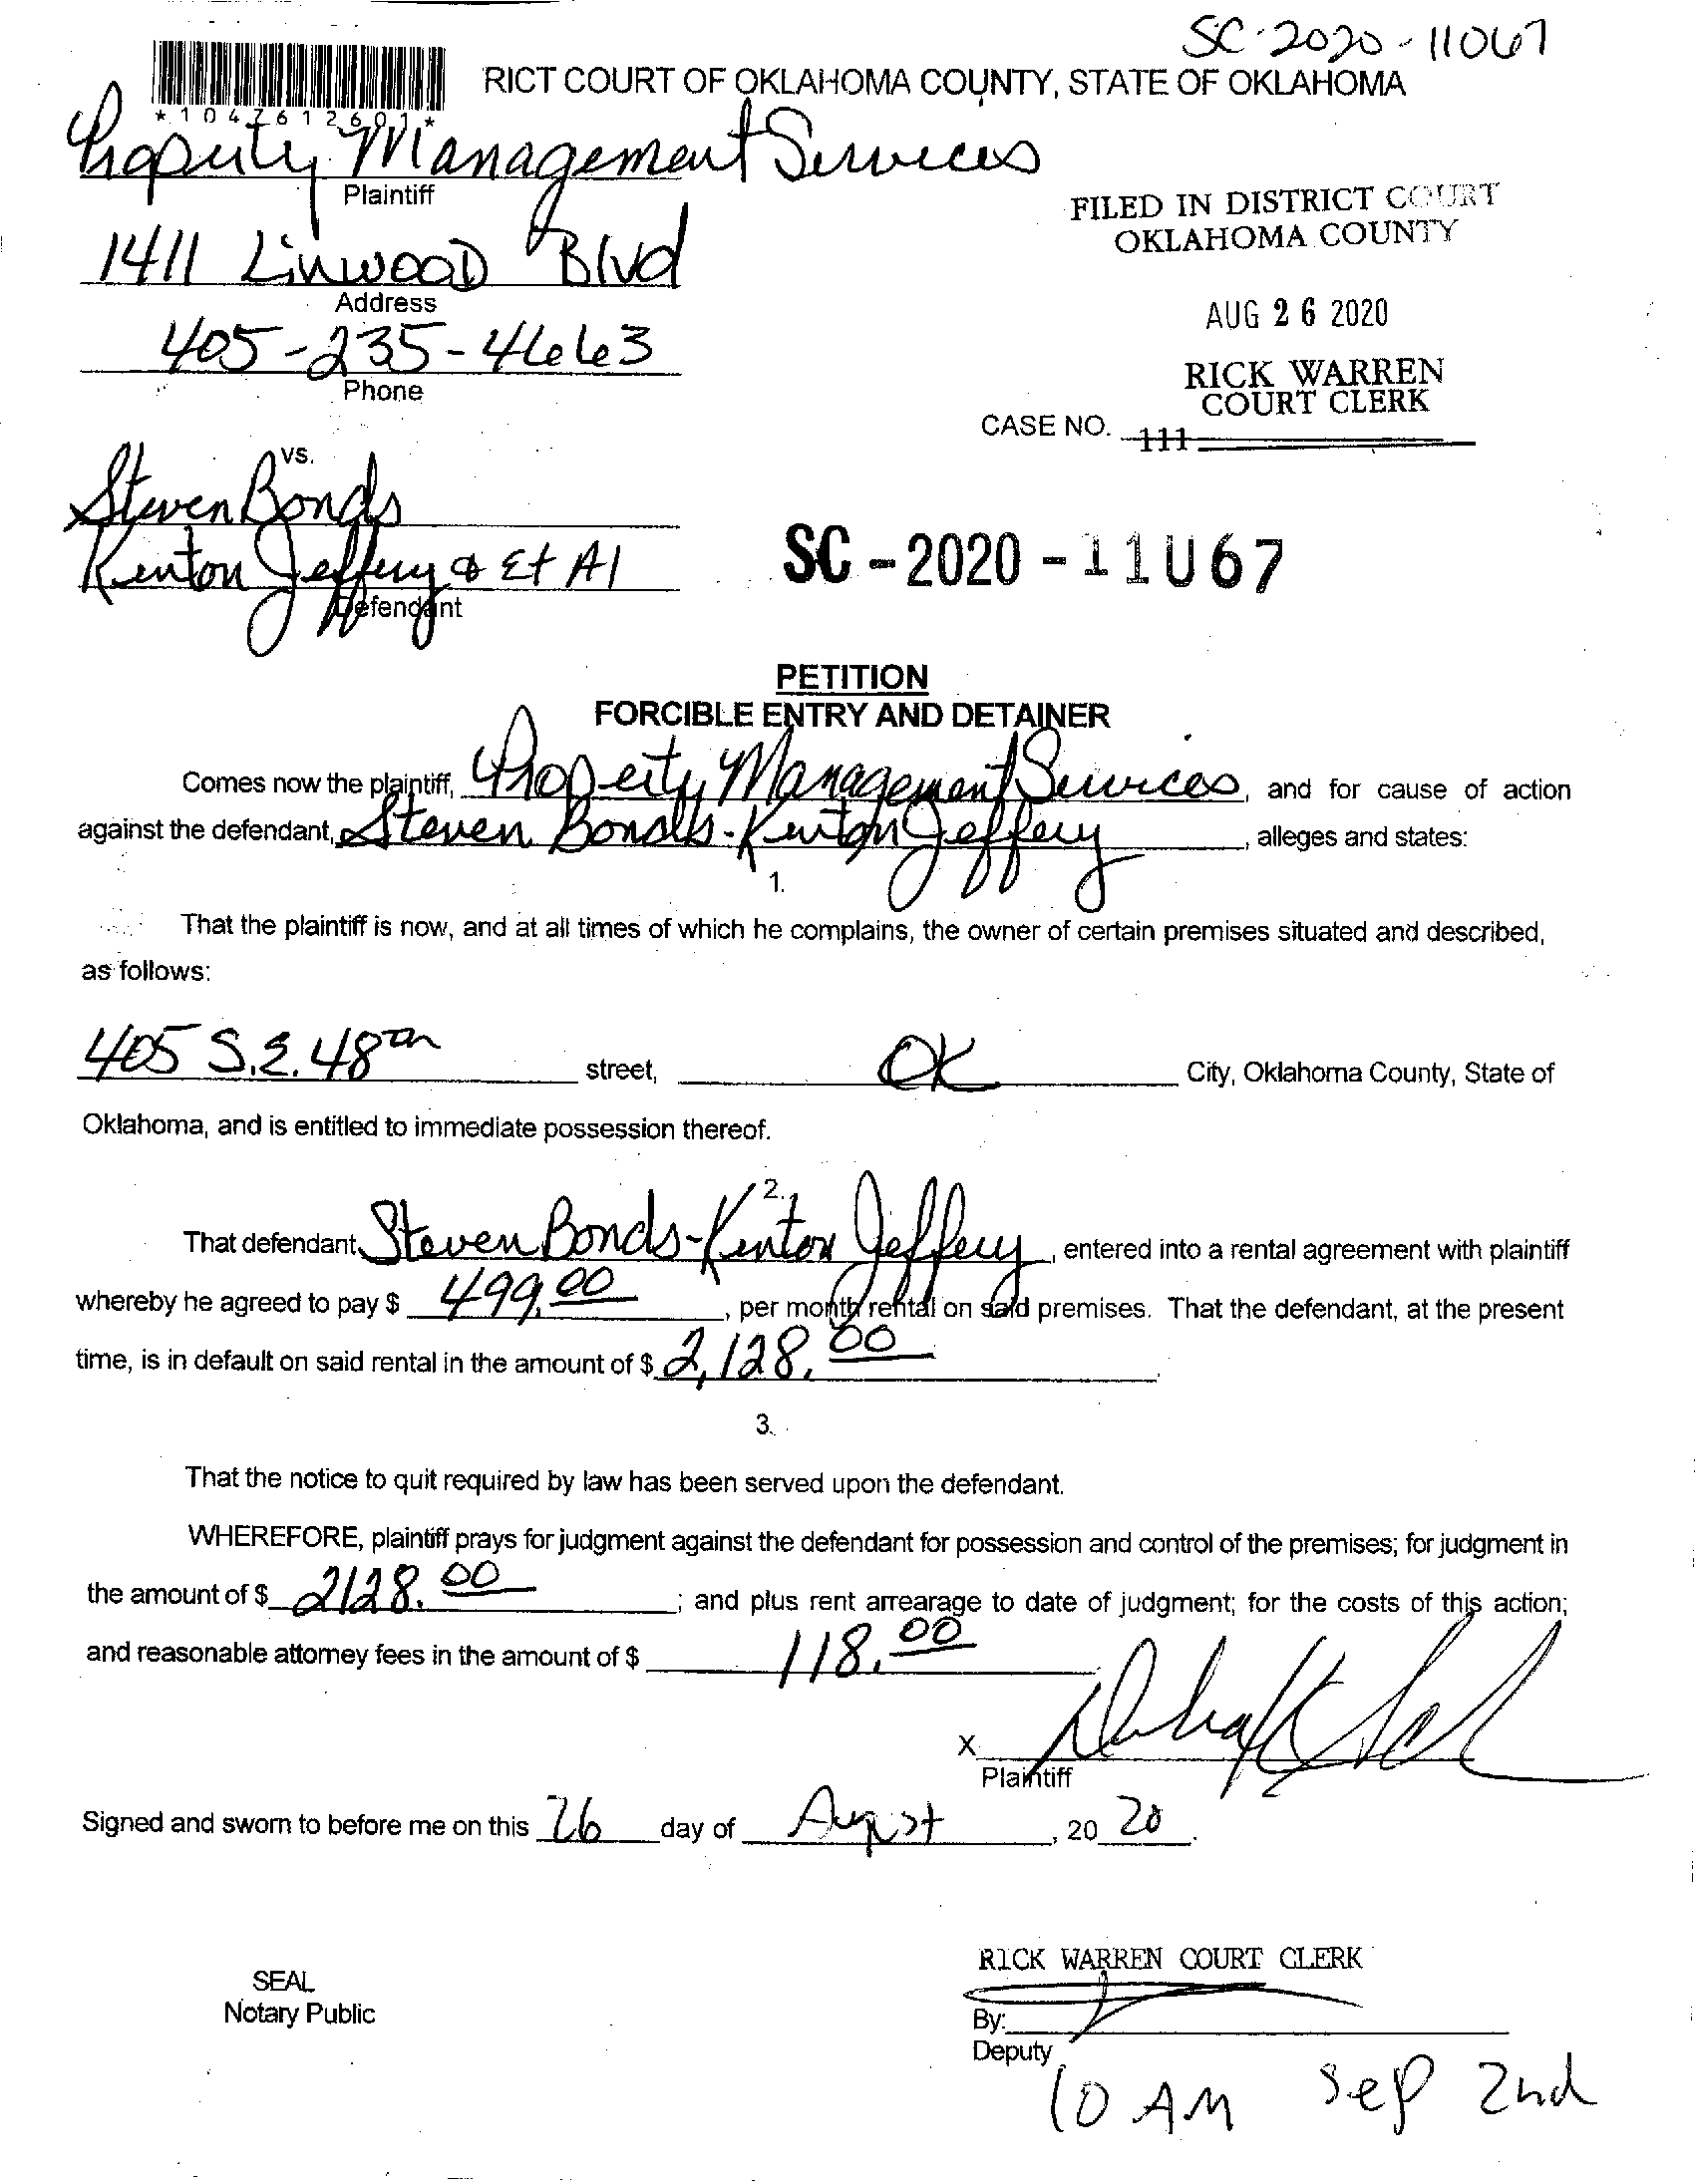 SC-2020-11067
RICT COURT OF OKLAHOMA COUNTY, STATE OF OKLAHOMA
*1047612601*
Property Management Services
Plaintiff
FILED IN DISTRICT COURT
OKLAHOMA COUNTY
1411 Linwood Blvd
Address
AUG 26 2020
405-235-4663
Phone
RICK WARREN
COURT CLERK
CASE NO. 111
vs.
Steven Bonds
Kenton Jeffery & Et Al
Defendant
SC-2020-11067
PETITION
FORCIBLE ENTRY AND DETAINER
Comes now the plaintiff, Property Management Services, and for cause of action
against the defendant, Steven Bonds-Kenton Jeffery, alleges and states:
1.
That the plaintiff is now, and at all times of which he complains, the owner of certain premises situated and described,
as follows:
405 S.E. 48th street, OK City, Oklahoma County, State of
Oklahoma, and is entitled to immediate possession thereof.
2.
That defendant, Steven Bonds-Kenton Jeffery, entered into a rental agreement with plaintiff
whereby he agreed to pay $ 499.00, per month rental on said premises. That the defendant, at the present
time, is in default on said rental in the amount of $ 2,128.00.
3.
That the notice to quit required by law has been served upon the defendant.
WHEREFORE, plaintiff prays for judgment against the defendant for possession and control of the premises; for judgment in
the amount of $ 2128.00; and plus rent arrearage to date of judgment; for the costs of this action;
and reasonable attorney fees in the amount of $ 118.00
X
Plaintiff
Signed and sworn to before me on this 26 day of August, 20 20.
RICK WARREN COURT CLERK
SEAL
Notary Public
By:
Deputy
10 AM Sep 2nd